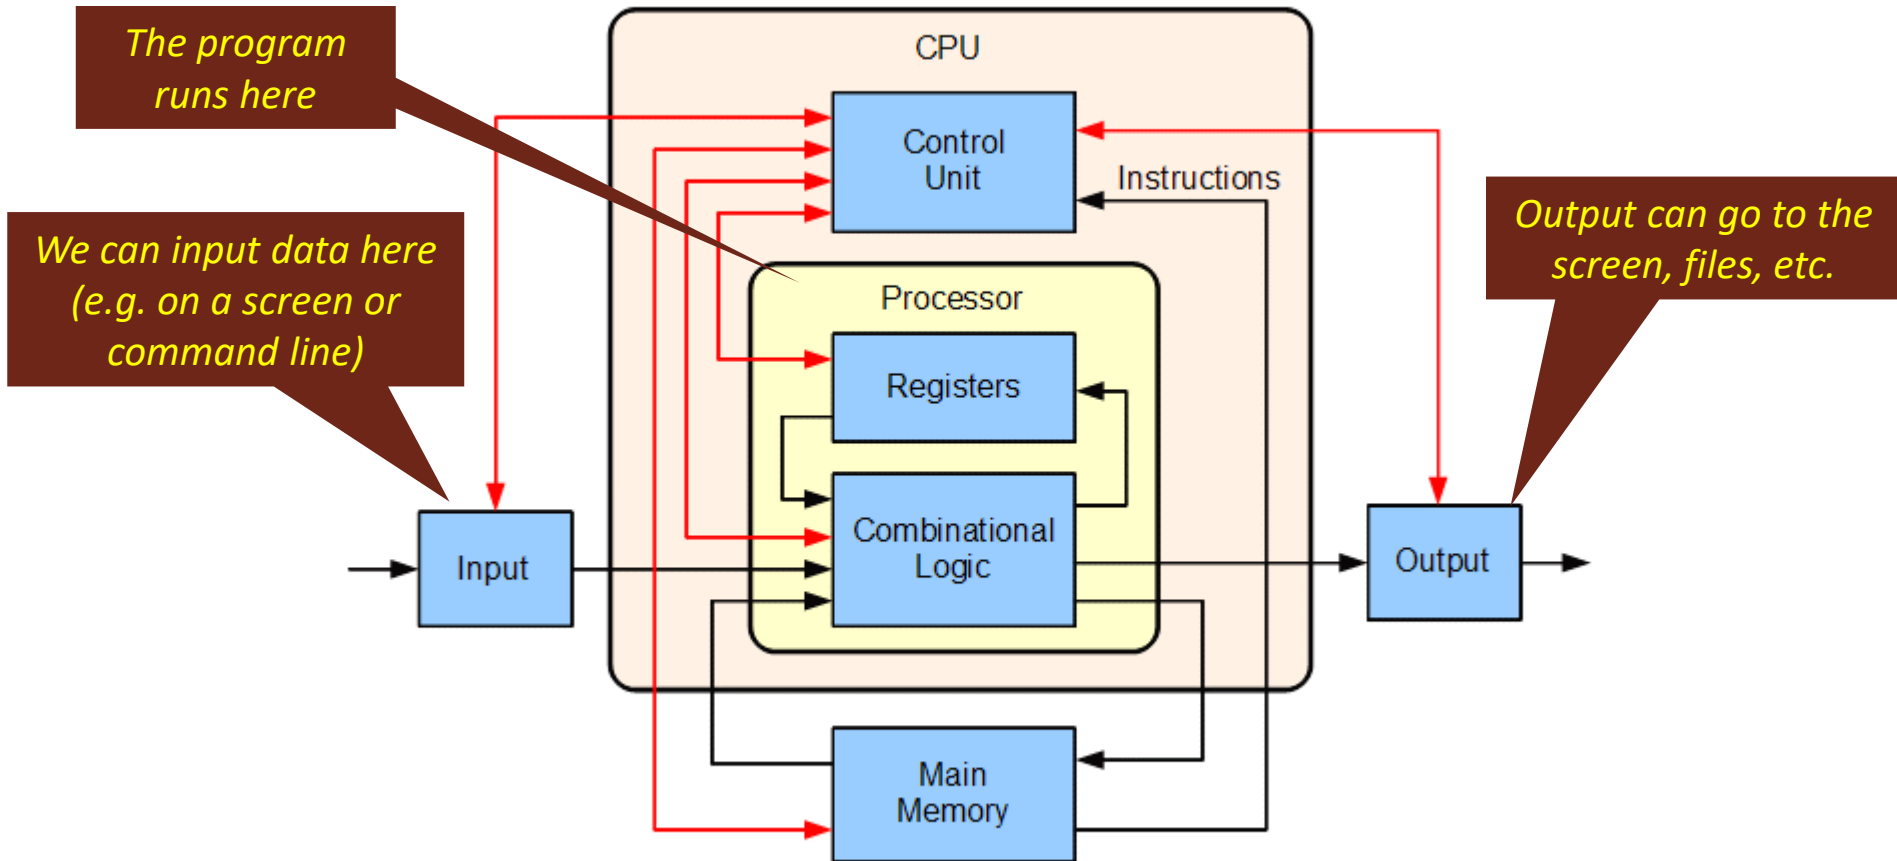 The program
runs here
CPU
Control
Unit
Instructions
We can input data here
(e.g. on a screen or
command line)
Output can go to the
screen, files, etc.
Processor
Registers
Combinational
Logic
Input
Output
Main
Memory